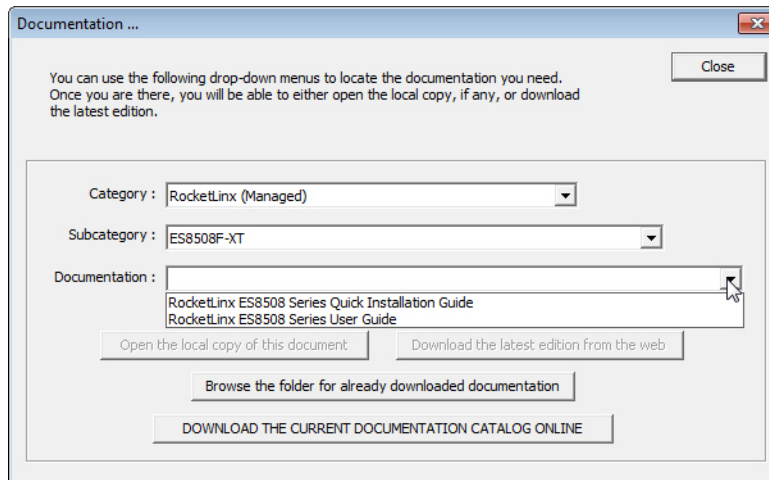 Documentation ...
Close
You can use the following drop-down menus to locate the documentation you need.
Once you are there, you will be able to either open the local copy, if any, or download
the latest edition.
Category : RocketLinx (Managed)
Subcategory : ES8508F-XT
Documentation :
RocketLinx ES8508 Series Quick Installation Guide
RocketLinx ES8508 Series User Guide
Open the local copy of this document Download the latest edition from the web
Browse the folder for already downloaded documentation
DOWNLOAD THE CURRENT DOCUMENTATION CATALOG ONLINE